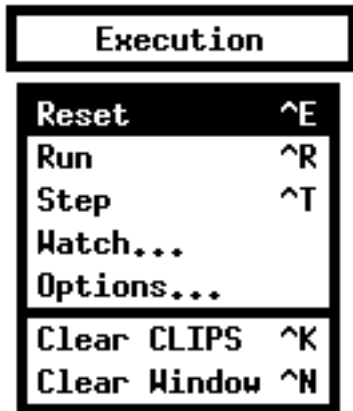 Execution
Reset ^E
Run ^R
Step ^T
Watch...
Options...
Clear CLIPS ^K
Clear Window ^N